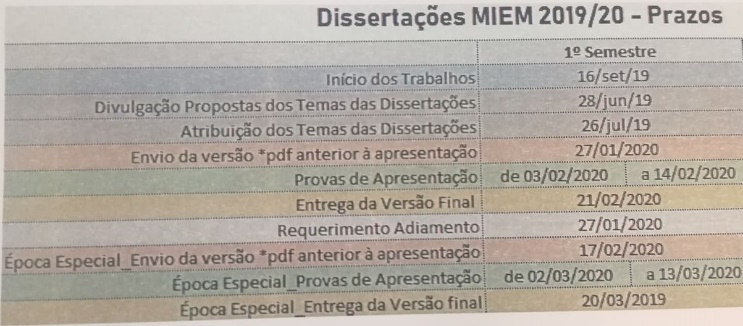 Dissertações MIEM 2019/20 - Prazos
1º Semestre
Início dos Trabalhos 16/set/19
Divulgação Propostas dos Temas das Dissertações 28/jun/19
Atribuição dos Temas das Dissertações 26/jul/19
Envio da versão *pdf anterior à apresentação 27/01/2020
Provas de Apresentação de 03/02/2020 a 14/02/2020
Entrega da Versão Final 21/02/2020
Requerimento Adiamento 27/01/2020
Época Especial_Envio da versão *pdf anterior à apresentação 17/02/2020
Época Especial_Provas de Apresentação de 02/03/2020 a 13/03/2020
Época Especial_Entrega da Versão final 20/03/2019